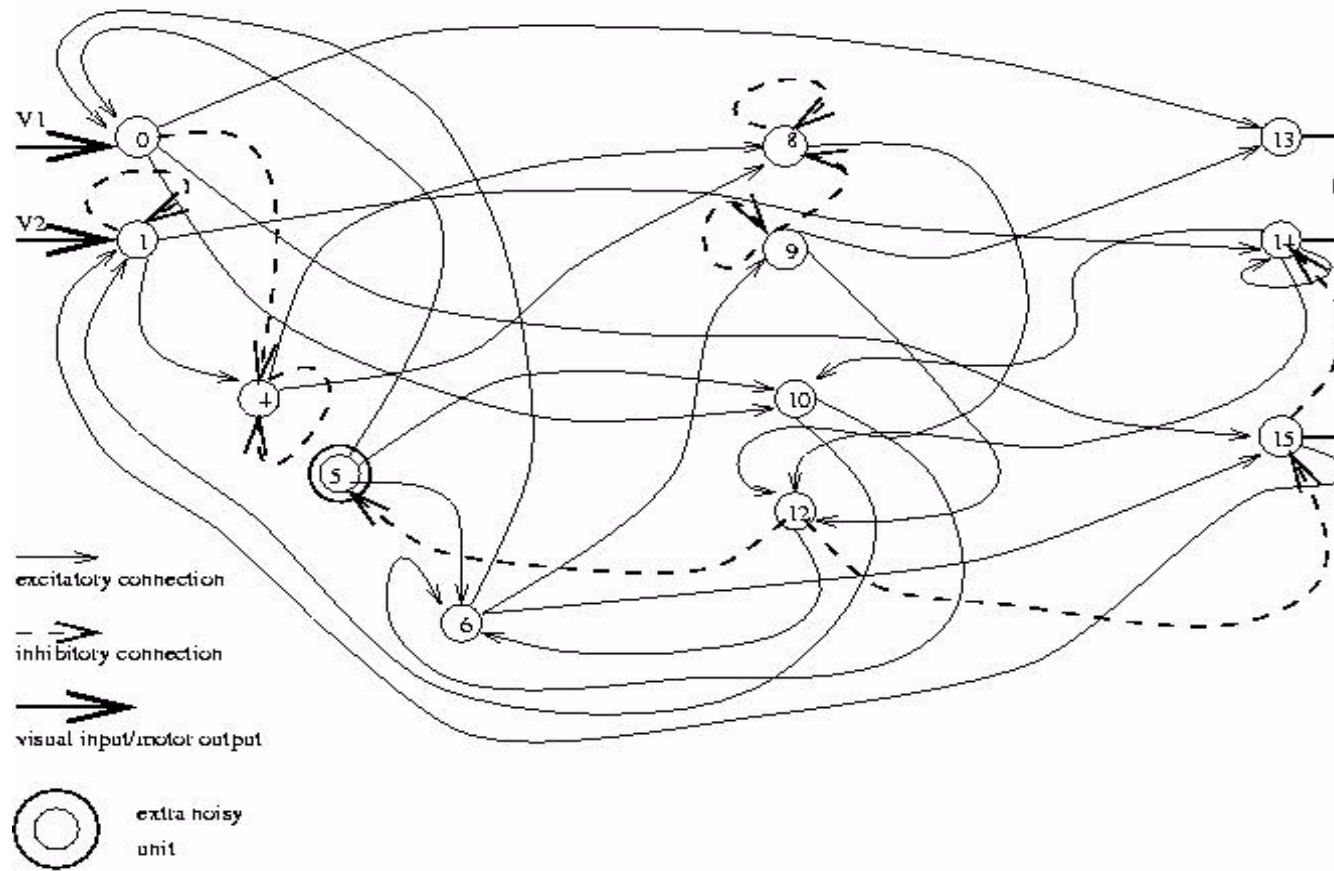 V1
0
8
13
V2
1
9
14
4
10
15
5
12
excitatory connection
6
inhibitory connection
visual input/motor output
extra noisy
unit